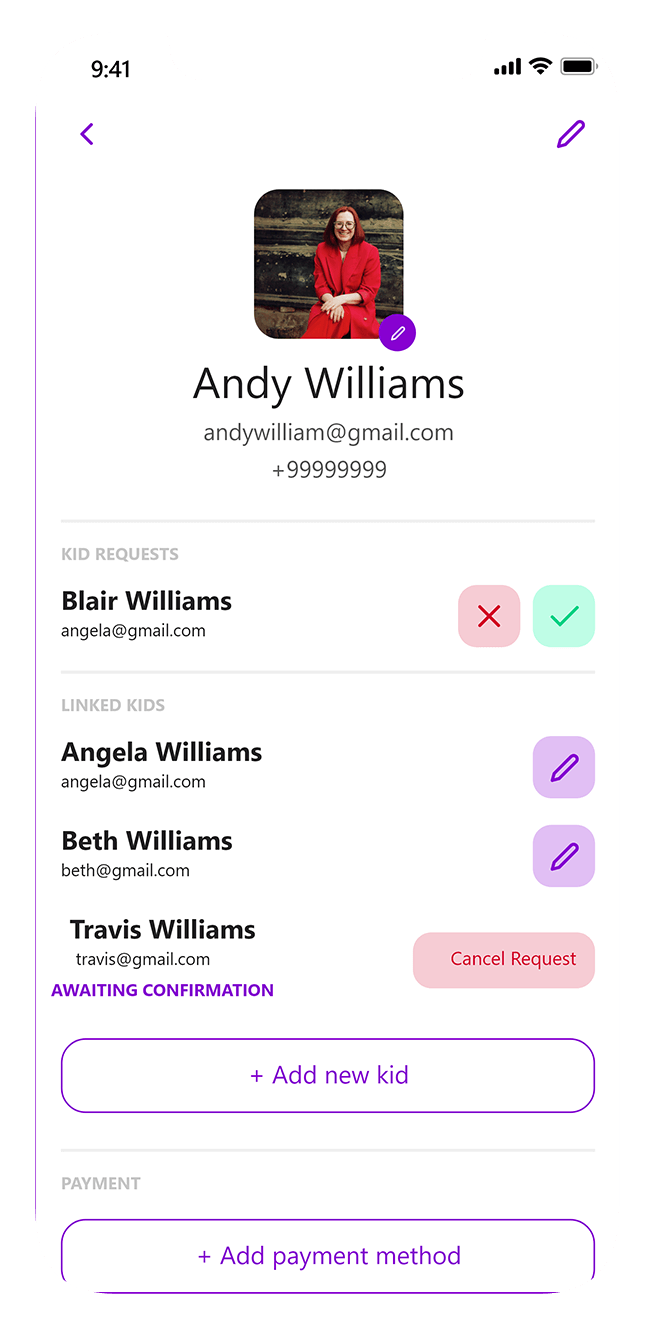 9:41
Andy Williams
andywilliam@gmail.com
+99999999
KID REQUESTS
Blair Williams
angela@gmail.com
LINKED KIDS
Angela Williams
angela@gmail.com
Beth Williams
beth@gmail.com
Travis Williams
travis@gmail.com
Cancel Request
AWAITING CONFIRMATION
+ Add new kid
PAYMENT
+ Add payment method